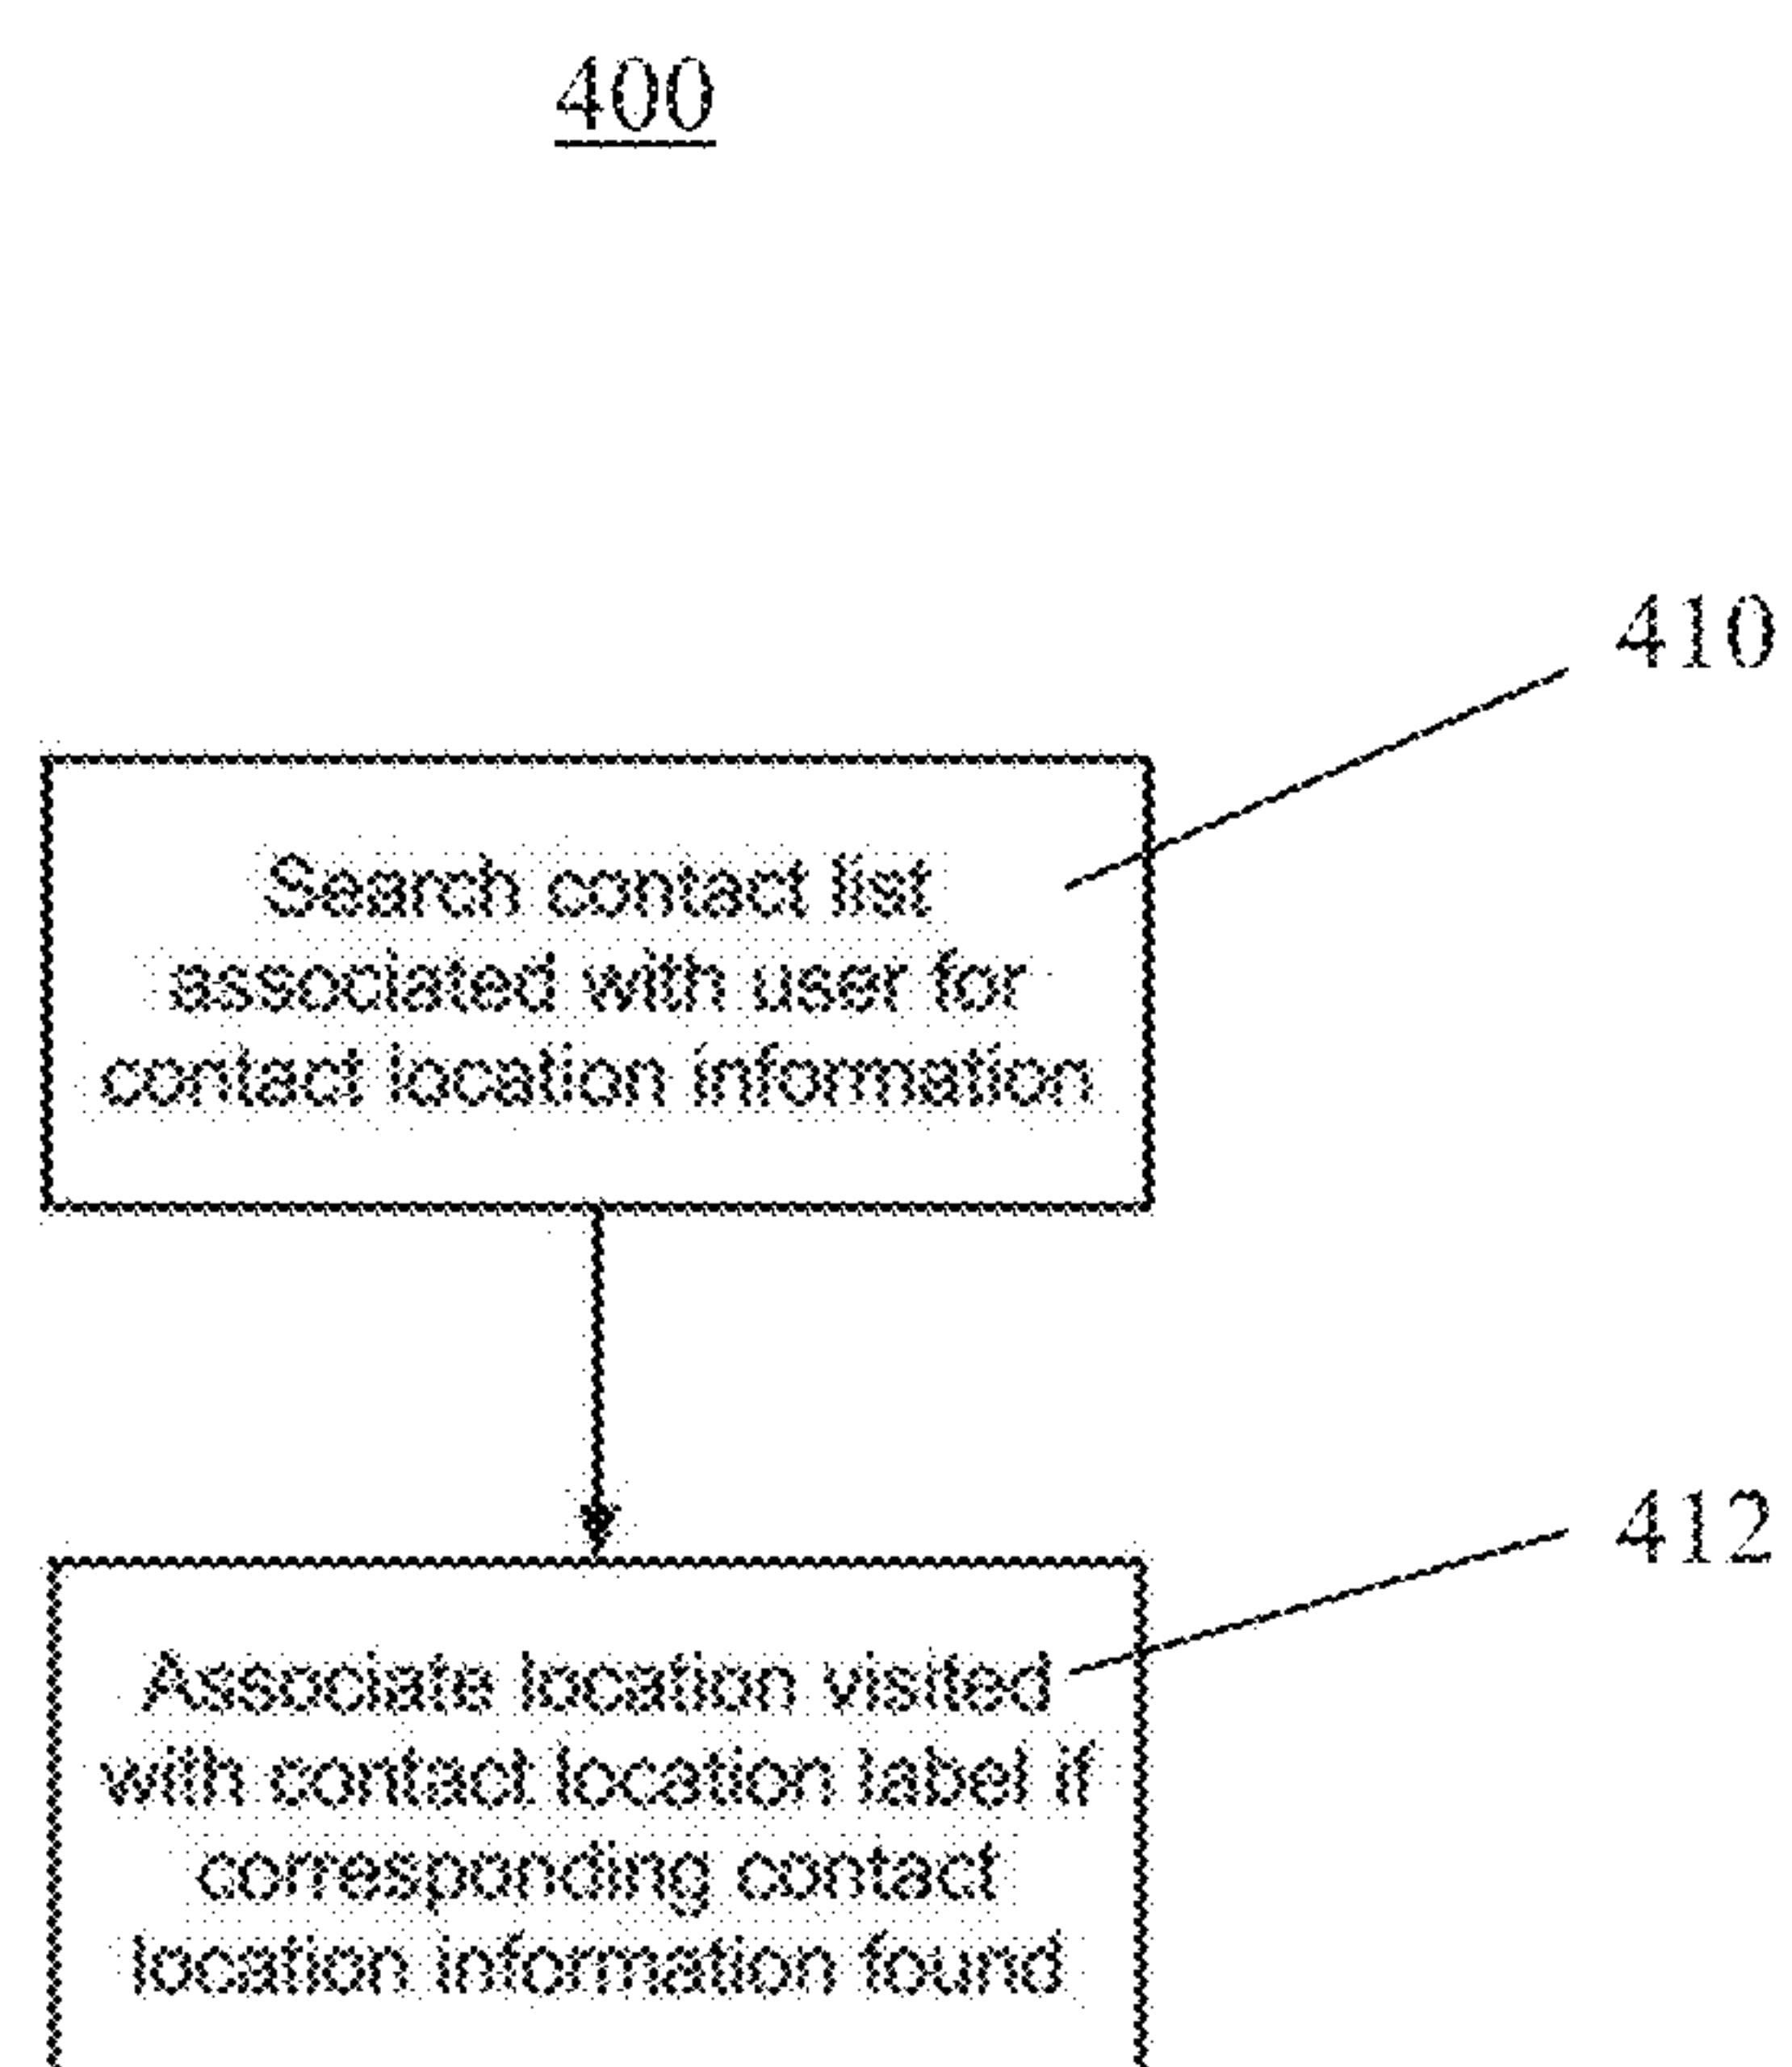 400
410
Search contact list
associated with user for
contact location information
412
Associate location visited
with contact location label if
corresponding contact
location information found